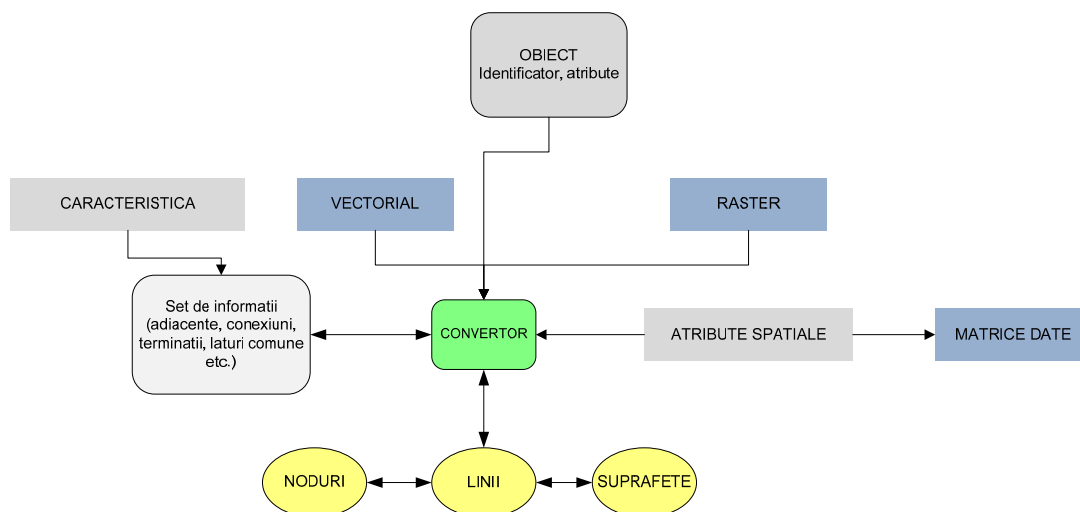 OBIECT
Identificator, atribute
CARACTERISTICA
VECTORIAL
RASTER
Set de informatii
(adiacente, conexiuni,
terminatii, laturi comune
etc.)
CONVERTOR
ATRIBUTE SPATIALE
MATRICE DATE
NODURI
LINII
SUPRAFETE